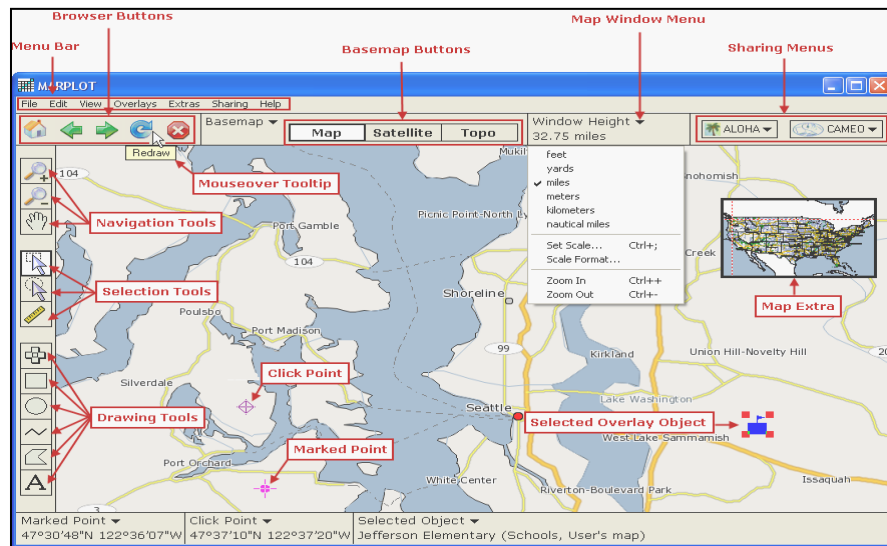 Browser Buttons
Map Window Menu
Menu Bar
Basemap Buttons
Sharing Menus
MARPLOT
File Edit View Overlays Extras Sharing Help
Basemap
Map Satellite Topo
Window Height
32.75 miles
ALOHA
CAMEO
Redraw
feet
yards
miles
meters
kilometers
nautical miles
Set Scale... Ctrl+;
Scale Format...
Zoom In Ctrl++
Zoom Out Ctrl+-
Mukil
nohomish
104
Mouseover Tooltip
Navigation Tools
Picnic Point-North Ly
Port Gamble
104
Creek
Selection Tools
Shoreline
Map Extra
Poulsbo
Port Madison
99
Kirkland
Union Hill-Novelty Hill
20
Click Point
Silverdale
Lake Washington
Drawing Tools
Seattle
Selected Overlay Object
West Lake Sammamish
Marked Point
Port Orchard
A
White Center
Riverton-Boulevard Park
Issaquah
3
Marked Point
47°30'48"N 122°36'07"W
Click Point
47°37'10"N 122°37'20"W
Selected Object
Jefferson Elementary (Schools, User's map)